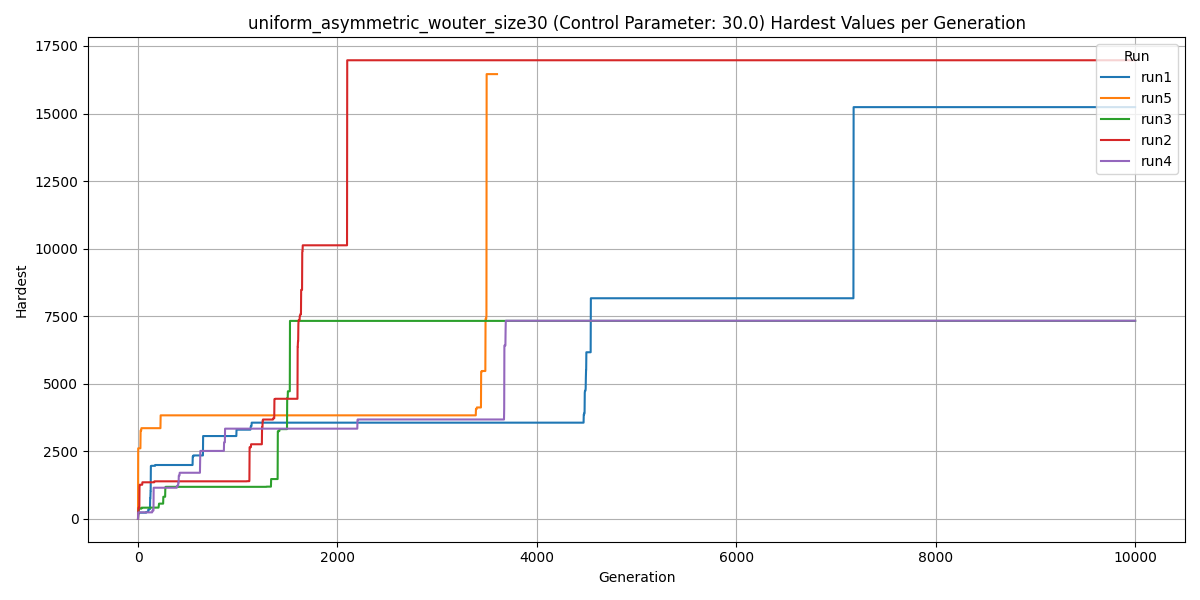 uniform_asymmetric_wouter_size30 (Control Parameter: 30.0) Hardest Values per Generation
17500
15000
12500
10000
7500
5000
2500
0
Hardest
Run
run1
run5
run3
run2
run4
0 2000 4000 6000 8000 10000
Generation